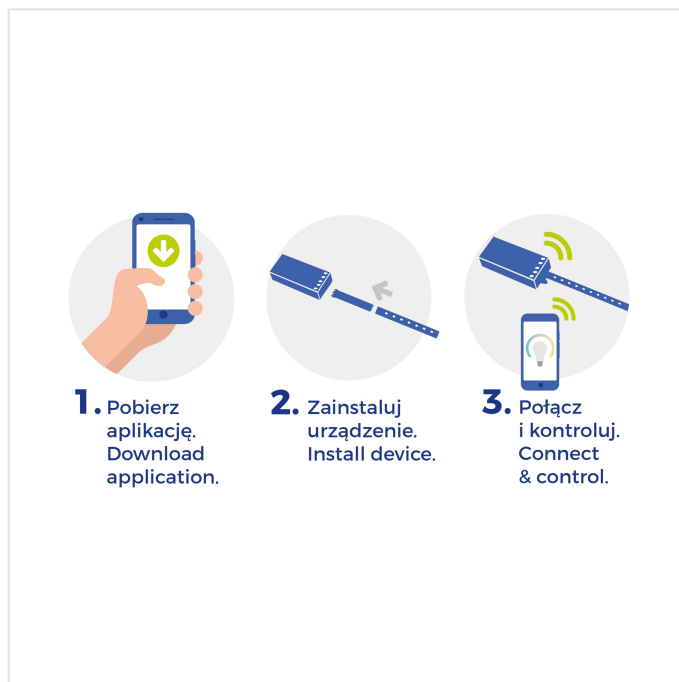 1. Pobierz
aplikację.
Download
application.
2. Zainstaluj
urządzenie.
Install device.
3. Połącz
i kontroluj.
Connect
& control.